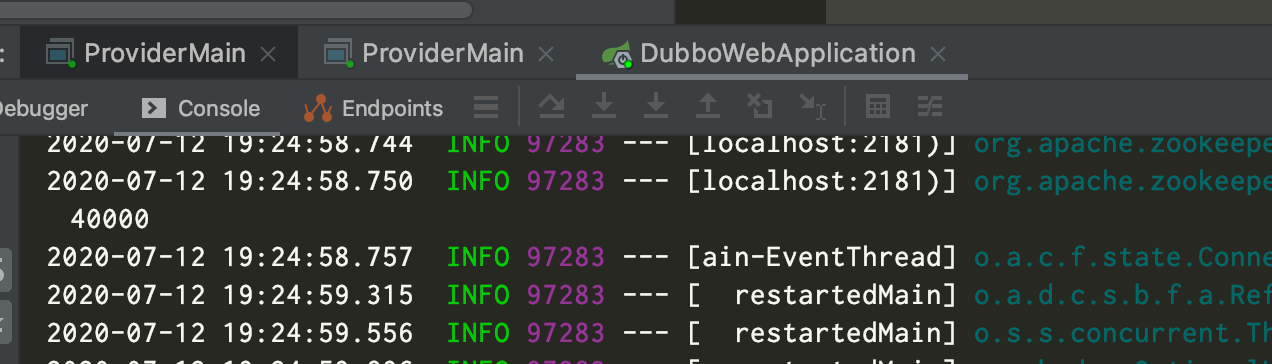 ProviderMain ProviderMain DubboWebApplication
Debugger Console Endpoints
2020-07-12 19:24:58.744 INFO 97283 --- [localhost:2181)] org.apache.zookeepe
2020-07-12 19:24:58.750 INFO 97283 --- [localhost:2181)] org.apache.zookeepe
40000
2020-07-12 19:24:58.757 INFO 97283 --- [ain-EventThread] o.a.c.f.state.Conne
2020-07-12 19:24:59.315 INFO 97283 --- [  restartedMain] o.a.d.c.s.b.f.a.Ref
2020-07-12 19:24:59.556 INFO 97283 --- [  restartedMain] o.s.s.concurrent.Th